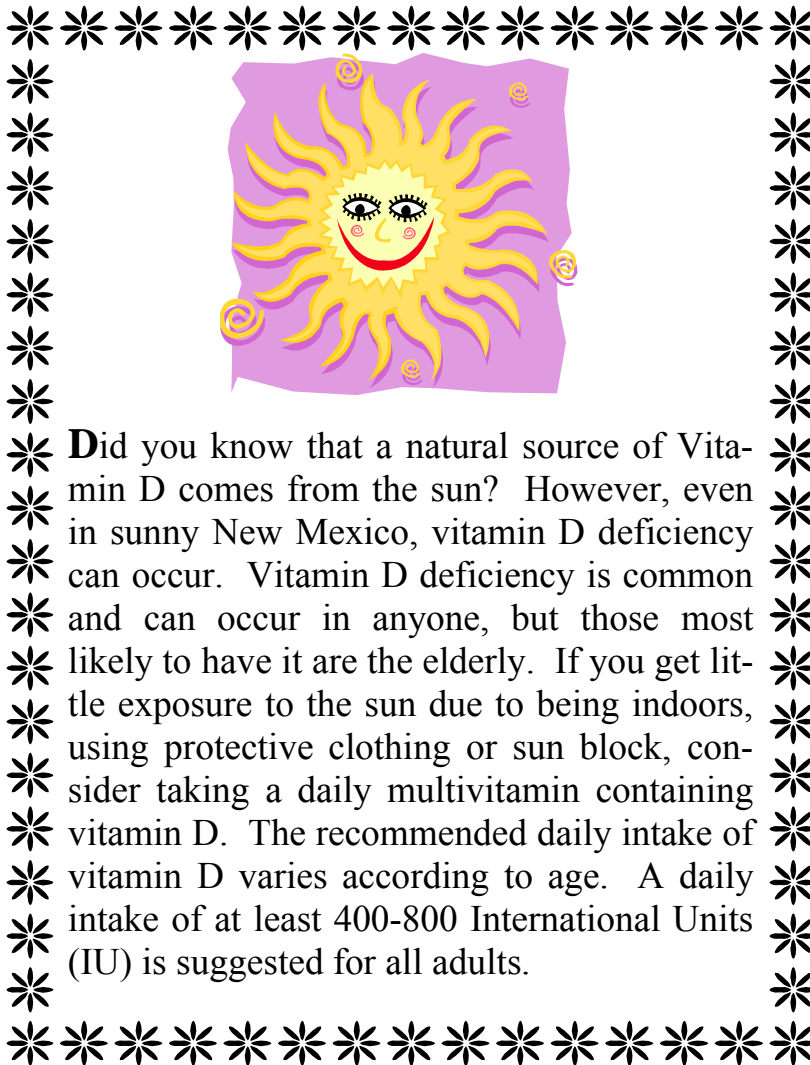 Did you know that a natural source of Vita-
min D comes from the sun?  However, even
in sunny New Mexico, vitamin D deficiency
can occur.  Vitamin D deficiency is common
and can occur in anyone, but those most
likely to have it are the elderly.  If you get lit-
tle exposure to the sun due to being indoors,
using protective clothing or sun block, con-
sider taking a daily multivitamin containing
vitamin D.  The recommended daily intake of
vitamin D varies according to age.  A daily
intake of at least 400-800 International Units
(IU) is suggested for all adults.